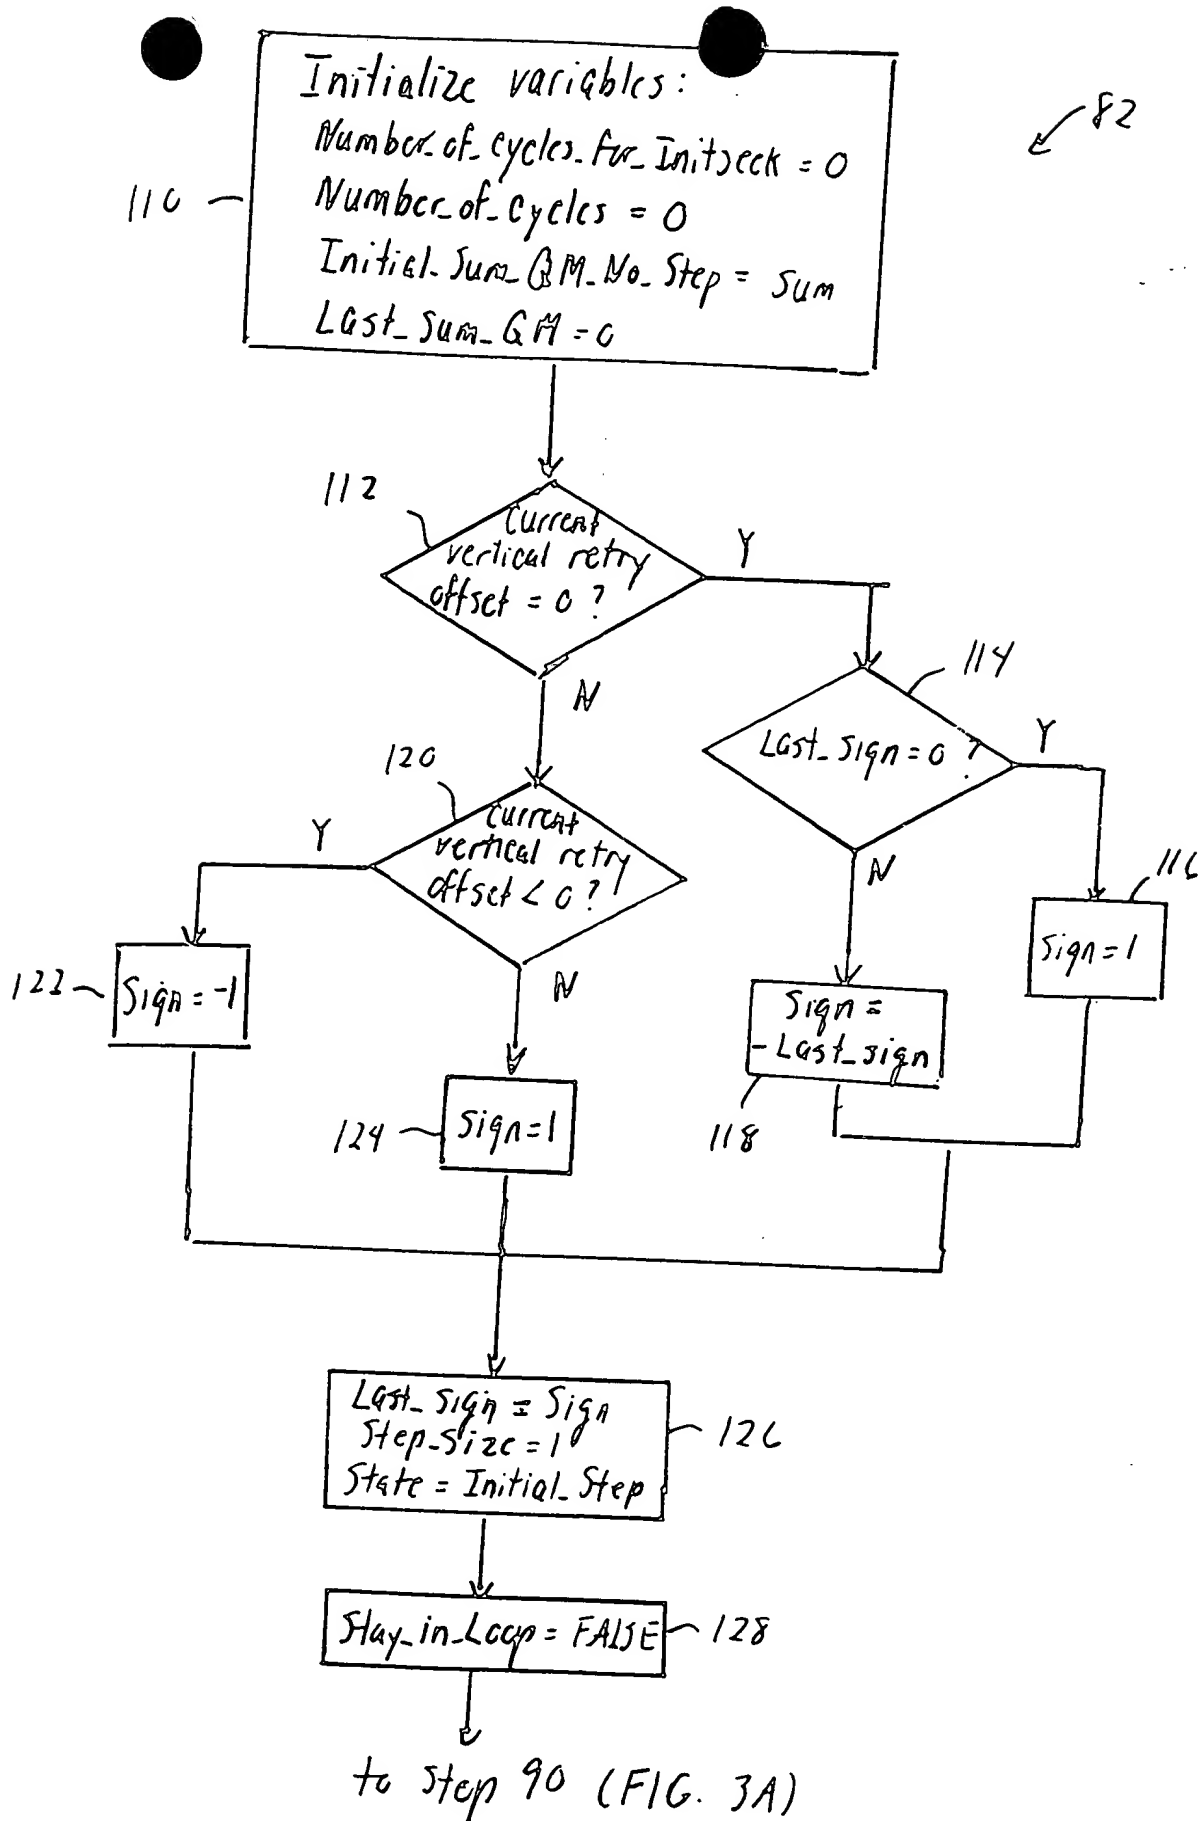 Initialize variables:
82
Number_of_cycles_for_Initseek = 0
110
Number_of_cycles = 0
Initial_Sum_QM_No_Step = Sum
Last_Sum_QM = 0
112
Current
vertical retry
offset = 0 ?
Y
N
114
Last_Sign = 0 ?
Y
N
120
Current
vertical retry
offset < 0 ?
Y
N
116
Sign = 1
122
Sign = -1
Sign =
- Last_sign
118
124
Sign = 1
Last_sign = Sign
Step_size = 1
State = Initial_Step
126
Stay_in_Loop = FALSE
128
to step 90 (FIG. 3A)